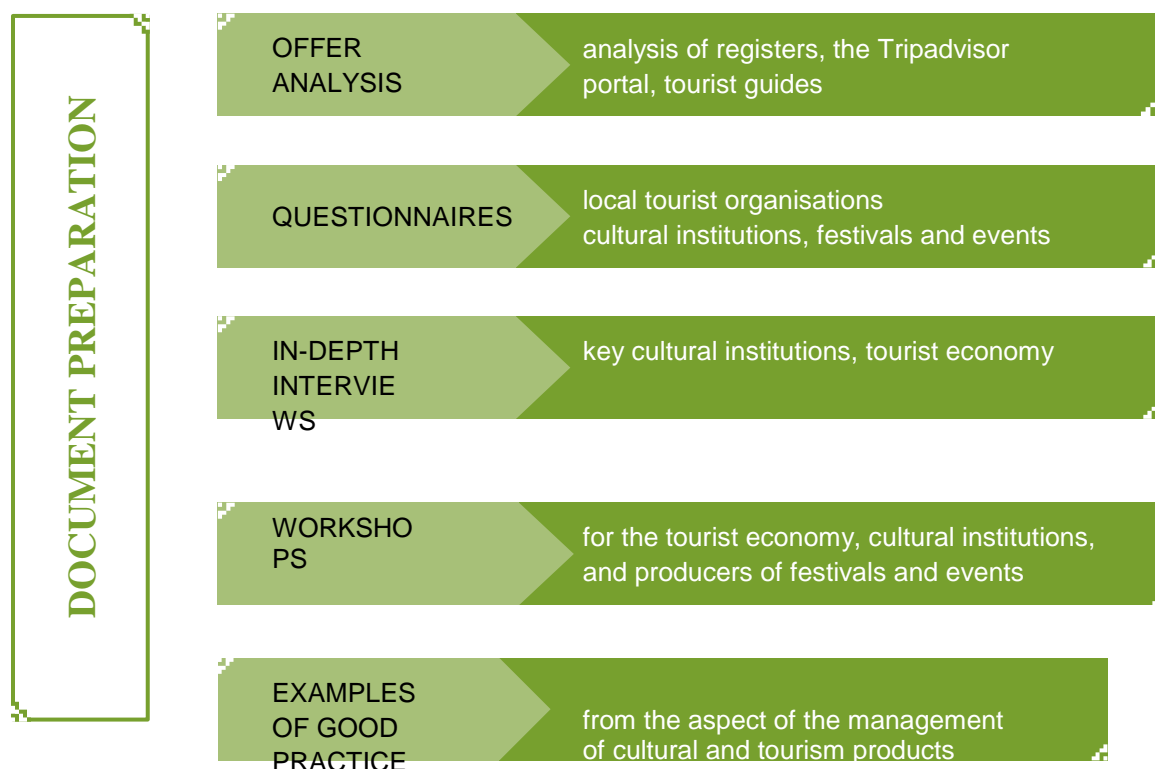 DOCUMENT PREPARATION
OFFER
ANALYSIS
analysis of registers, the Tripadvisor
portal, tourist guides
QUESTIONNAIRES
local tourist organisations
cultural institutions, festivals and events
IN-DEPTH
INTERVIE
WS
key cultural institutions, tourist economy
WORKSHO
PS
for the tourist economy, cultural institutions,
and producers of festivals and events
EXAMPLES
OF GOOD
PRACTICE
from the aspect of the management
of cultural and tourism products